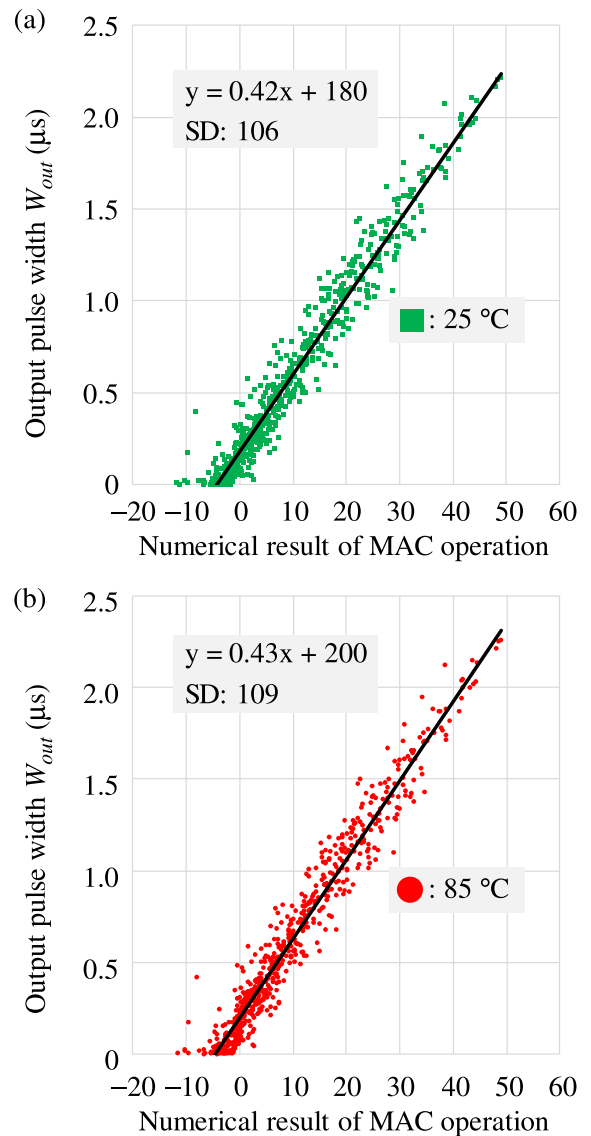 (a)
2.5
2.0
1.5
1.0
0.5
0
Output pulse width W_out (µs)
y = 0.42x + 180
SD: 106
: 25 °C
−20 −10 0 10 20 30 40 50 60
Numerical result of MAC operation
(b)
2.5
2.0
1.5
1.0
0.5
0
Output pulse width W_out (µs)
y = 0.43x + 200
SD: 109
: 85 °C
−20 −10 0 10 20 30 40 50 60
Numerical result of MAC operation